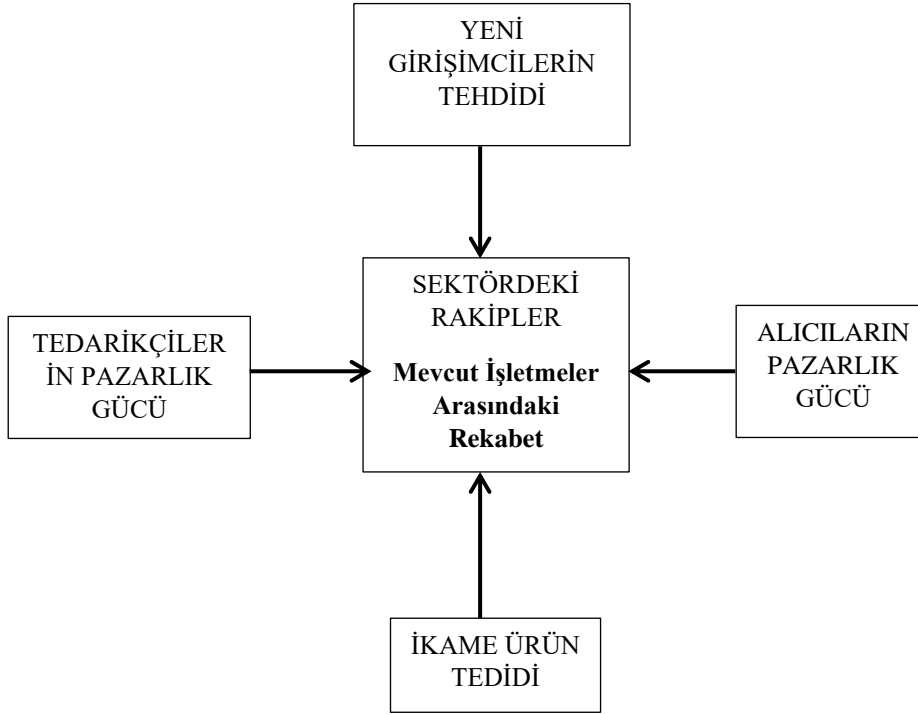 YENİ
GİRİŞİMCİLERİN
TEHDİDİ
SEKTÖRDEKİ
RAKİPLER
Mevcut İşletmeler
Arasındaki
Rekabet
TEDARİKÇİLER
İN PAZARLIK
GÜCÜ
ALICILARIN
PAZARLIK
GÜCÜ
İKAME ÜRÜN
TEDİDİ